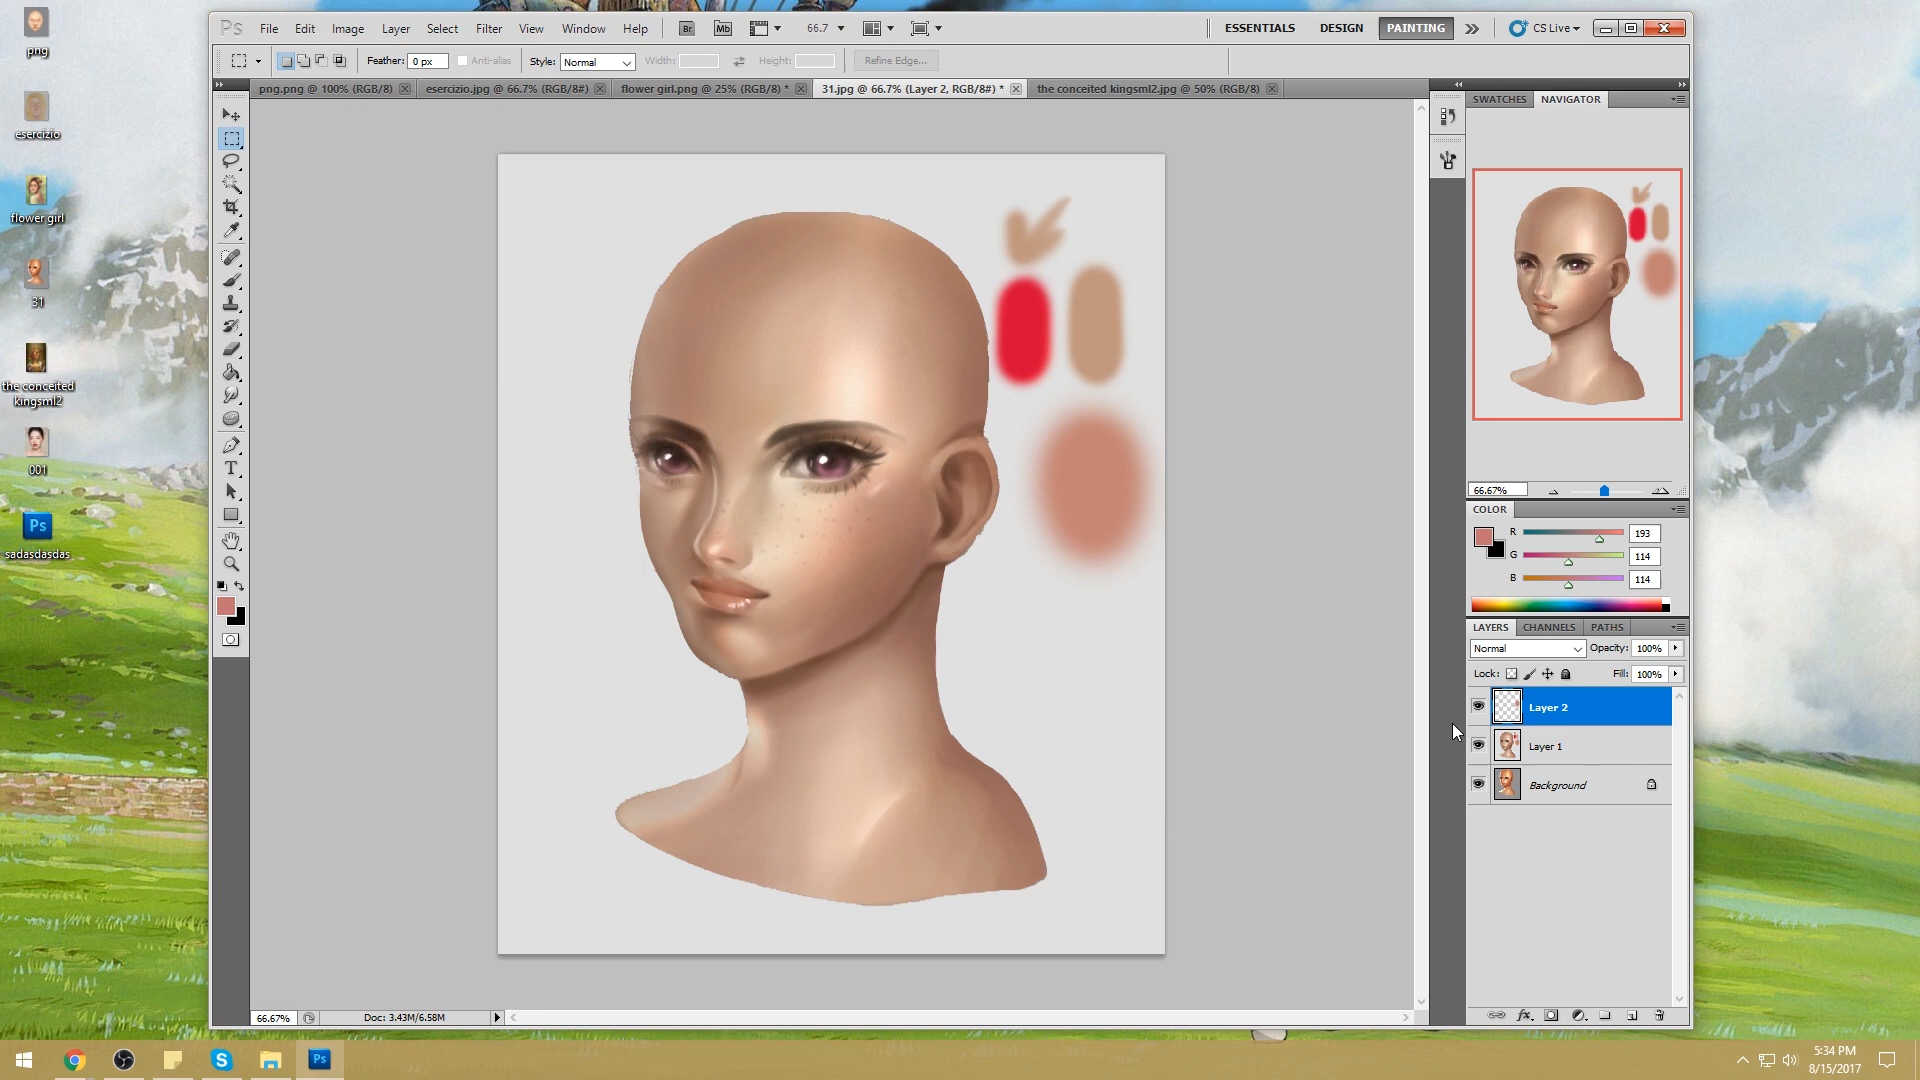 png
esercizio
flower girl
31
the conceited
kingsml2
001
Ps
sadasdasdas
Ps File Edit Image Layer Select Filter View Window Help Br Mb 66.7 ESSENTIALS DESIGN PAINTING CS Live
Feather: 0 px Anti-alias Style: Normal Width: Height: Refine Edge...
png.png @ 100% (RGB/8) esercizio.jpg @ 66.7% (RGB/8#) flower girl.png @ 25% (RGB/8) * 31.jpg @ 66.7% (Layer 2, RGB/8#) * the conceited kingsml2.jpg @ 50% (RGB/8)
SWATCHES NAVIGATOR
66.67%
COLOR
R 193
G 114
B 114
LAYERS CHANNELS PATHS
Normal Opacity: 100%
Lock: Fill: 100%
Layer 2
Layer 1
Background
T
fx
66.67% Doc: 3.43M/6.58M
S
Ps
5:34 PM
8/15/2017